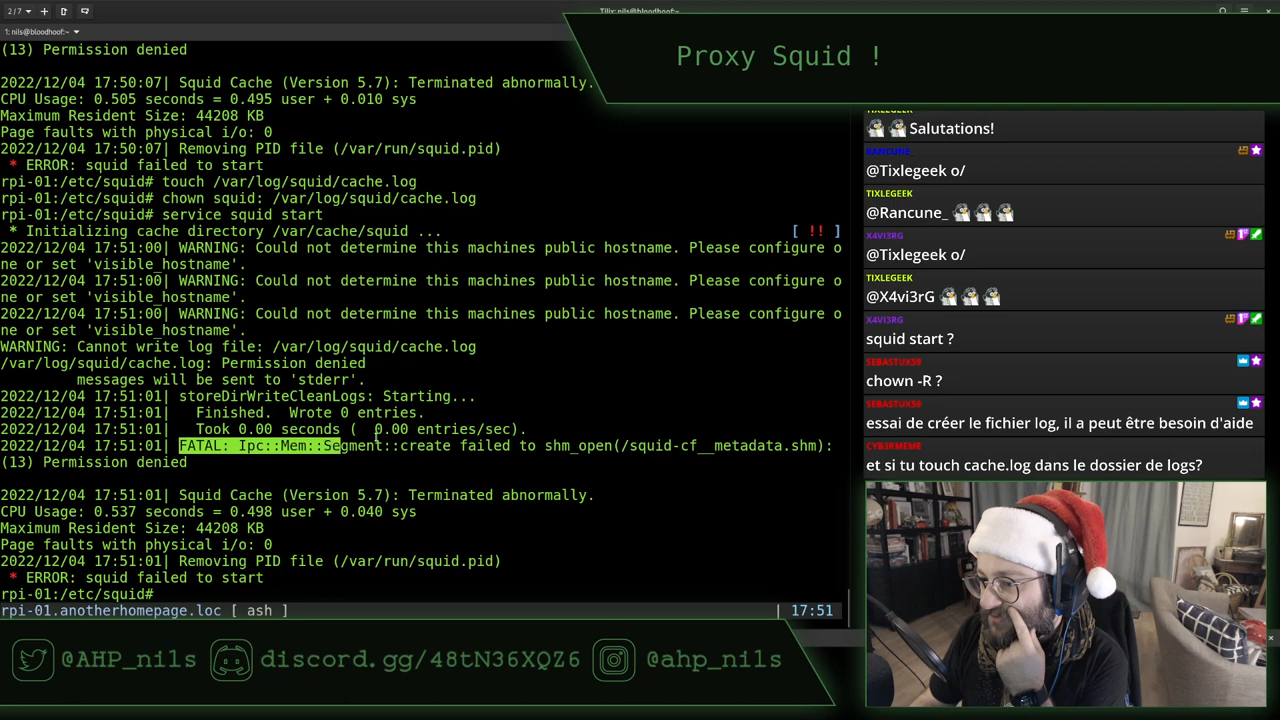 2/7
Tilix: nils@bloodhoof:~
1: nils@bloodhoof:~
(13) Permission denied
2022/12/04 17:50:07| Squid Cache (Version 5.7): Terminated abnormally.
CPU Usage: 0.505 seconds = 0.495 user + 0.010 sys
Maximum Resident Size: 44208 KB
Page faults with physical i/o: 0
2022/12/04 17:50:07| Removing PID file (/var/run/squid.pid)
* ERROR: squid failed to start
rpi-01:/etc/squid# touch /var/log/squid/cache.log
rpi-01:/etc/squid# chown squid: /var/log/squid/cache.log
rpi-01:/etc/squid# service squid start
* Initializing cache directory /var/cache/squid ... [ !! ]
2022/12/04 17:51:00| WARNING: Could not determine this machines public hostname. Please configure o
ne or set 'visible_hostname'.
2022/12/04 17:51:00| WARNING: Could not determine this machines public hostname. Please configure o
ne or set 'visible_hostname'.
2022/12/04 17:51:00| WARNING: Could not determine this machines public hostname. Please configure o
ne or set 'visible_hostname'.
WARNING: Cannot write log file: /var/log/squid/cache.log
/var/log/squid/cache.log: Permission denied
messages will be sent to 'stderr'.
2022/12/04 17:51:01| storeDirWriteCleanLogs: Starting...
2022/12/04 17:51:01|   Finished.  Wrote 0 entries.
2022/12/04 17:51:01|   Took 0.00 seconds (  0.00 entries/sec).
2022/12/04 17:51:01| FATAL: Ipc::Mem::Segment::create failed to shm_open(/squid-cf__metadata.shm):
(13) Permission denied
2022/12/04 17:51:01| Squid Cache (Version 5.7): Terminated abnormally.
CPU Usage: 0.537 seconds = 0.498 user + 0.040 sys
Maximum Resident Size: 44208 KB
Page faults with physical i/o: 0
2022/12/04 17:51:01| Removing PID file (/var/run/squid.pid)
* ERROR: squid failed to start
rpi-01:/etc/squid#
rpi-01.anotherhomepage.loc [ ash ] | 17:51
Proxy Squid !
TIXLEGEEK
Salutations!
RANCUNE_
@Tixlegeek o/
TIXLEGEEK
@Rancune_
X4VI3RG
@Tixlegeek o/
TIXLEGEEK
@X4vi3rG
X4VI3RG
squid start ?
SEBASTUX59
chown -R ?
SEBASTUX59
essai de créer le fichier log, il a peut être besoin d'aide
CYB3RMEME
et si tu touch cache.log dans le dossier de logs?
@AHP_nils
discord.gg/48tN36XQZ6
@ahp_nils